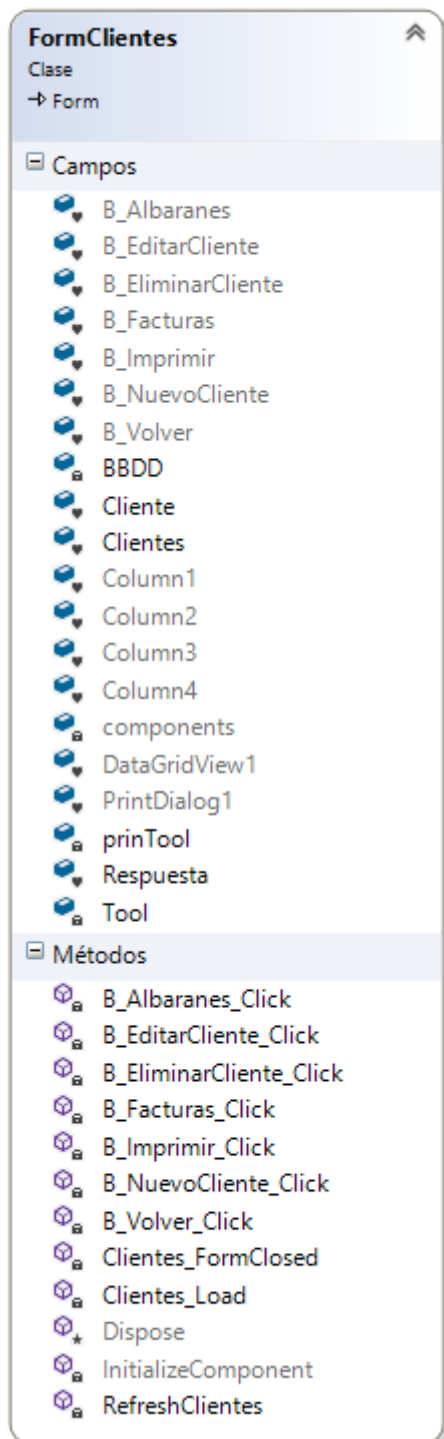 FormClientes
Clase
Form
Campos
B_Albaranes
B_EditarCliente
B_EliminarCliente
B_Facturas
B_Imprimir
B_NuevoCliente
B_Volver
BBDD
Cliente
Clientes
Column1
Column2
Column3
Column4
components
DataGridView1
PrintDialog1
prinTool
Respuesta
Tool
Métodos
B_Albaranes_Click
B_EditarCliente_Click
B_EliminarCliente_Click
B_Facturas_Click
B_Imprimir_Click
B_NuevoCliente_Click
B_Volver_Click
Clientes_FormClosed
Clientes_Load
Dispose
InitializeComponent
RefreshClientes